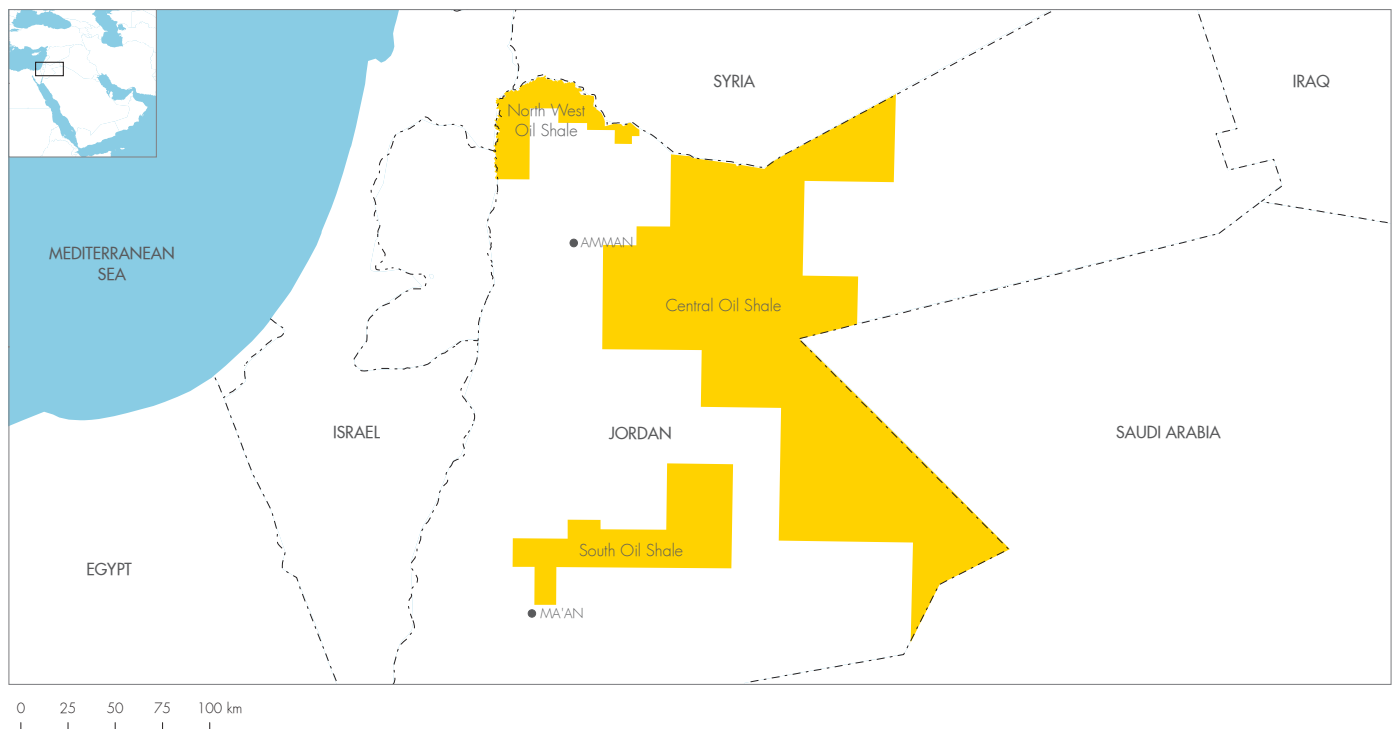 SYRIA
IRAQ
North West
Oil Shale
AMMAN
MEDITERRANEAN
SEA
Central Oil Shale
ISRAEL
JORDAN
SAUDI ARABIA
South Oil Shale
EGYPT
MA'AN
0 25 50 75 100 km